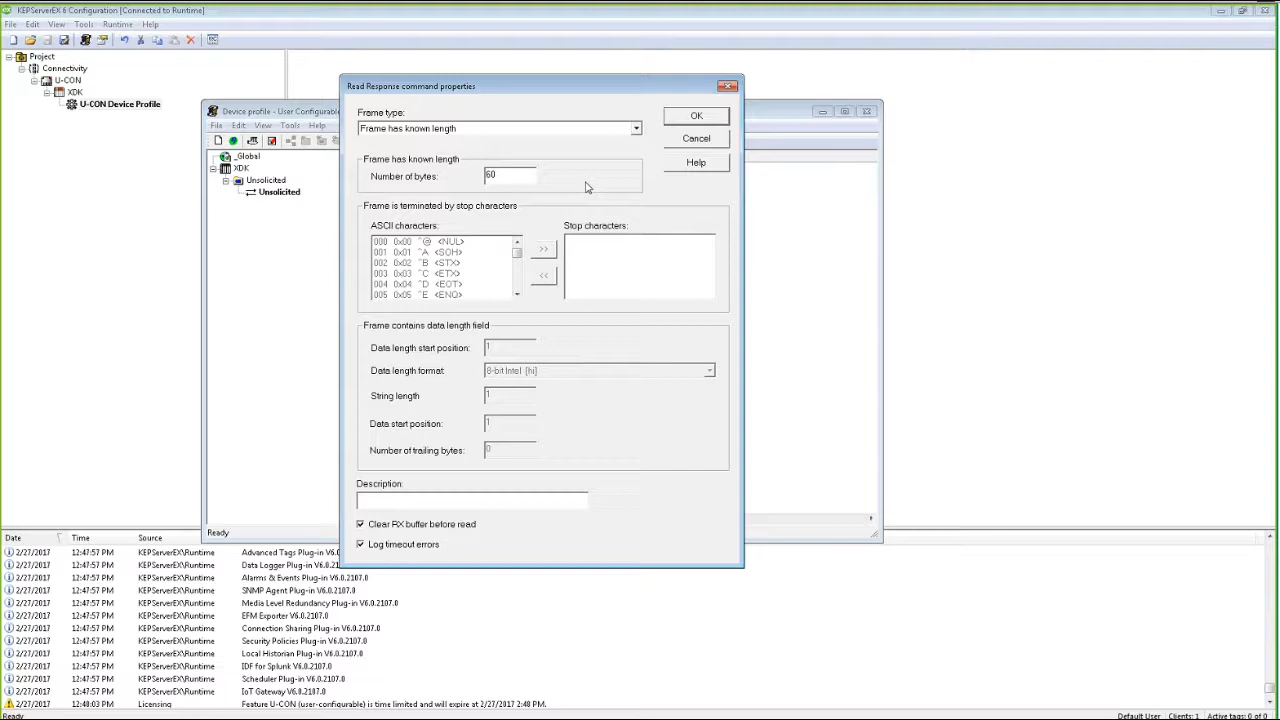 KEPServerEX 6 Configuration [Connected to Runtime]
File Edit View Tools Runtime Help
Project
Connectivity
U-CON
XDK
U-CON Device Profile
Device profile - User Configurable
File Edit View Tools Help
_Global
XDK
Unsolicited
Unsolicited
Ready
Read Response command properties
Frame type:
Frame has known length
OK
Cancel
Help
Frame has known length
Number of bytes: 60
Frame is terminated by stop characters
ASCII characters:
Stop characters:
000 0x00 ^@ <NUL>
001 0x01 ^A <SOH>
002 0x02 ^B <STX>
003 0x03 ^C <ETX>
004 0x04 ^D <EOT>
005 0x05 ^E <ENQ>
>>
<<
Frame contains data length field
Data length start position: 1
Data length format: 8-bit Intel [hi]
String length 1
Data start position: 1
Number of trailing bytes: 0
Description:
Clear RX buffer before read
Log timeout errors
Date Time Source
2/27/2017 12:47:57 PM KEPServerEX\Runtime Advanced Tags Plug-in V6.0.2107.0
2/27/2017 12:47:57 PM KEPServerEX\Runtime Data Logger Plug-in V6.0.2107.0
2/27/2017 12:47:57 PM KEPServerEX\Runtime Alarms & Events Plug-in V6.0.2107.0
2/27/2017 12:47:57 PM KEPServerEX\Runtime SNMP Agent Plug-in V6.0.2107.0
2/27/2017 12:47:57 PM KEPServerEX\Runtime Media Level Redundancy Plug-in V6.0.2107.0
2/27/2017 12:47:57 PM KEPServerEX\Runtime EFM Exporter V6.0.2107.0
2/27/2017 12:47:57 PM KEPServerEX\Runtime Connection Sharing Plug-in V6.0.2107.0
2/27/2017 12:47:57 PM KEPServerEX\Runtime Security Policies Plug-in V6.0.2107.0
2/27/2017 12:47:57 PM KEPServerEX\Runtime Local Historian Plug-in V6.0.2107.0
2/27/2017 12:47:57 PM KEPServerEX\Runtime IDF for Splunk V6.0.2107.0
2/27/2017 12:47:57 PM KEPServerEX\Runtime Scheduler Plug-in V6.0.2107.0
2/27/2017 12:47:57 PM KEPServerEX\Runtime IoT Gateway V6.0.2107.0
2/27/2017 12:48:03 PM Licensing Feature U-CON (user-configurable) is time limited and will expire at 2/27/2017 2:48 PM.
Ready
Default User Clients: 1 Active tags: 0 of 0